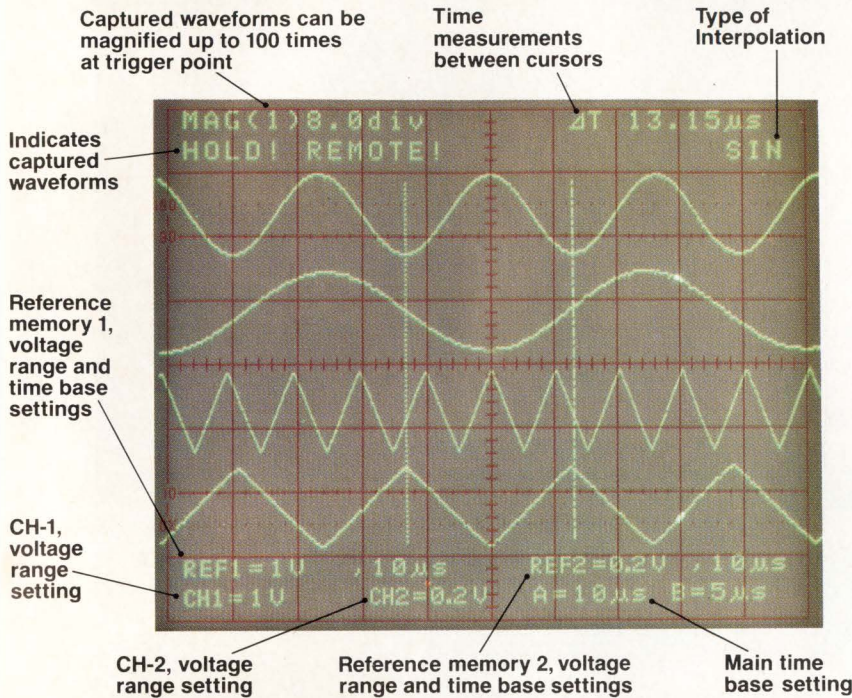 Captured waveforms can be
magnified up to 100 times
at trigger point
Time
measurements
between cursors
Type of
Interpolation
Indicates
captured
waveforms
MAG(1)8.0div
ΔT 13.15µs
HOLD! REMOTE!
SIN
Reference
memory 1,
voltage
range and
time base
settings
CH-1,
voltage
range
setting
REF1=1V ,10µs
REF2=0.2V ,10µs
CH1=1V
CH2=0.2V
A=10µs B=5µs
CH-2, voltage
range setting
Reference memory 2, voltage
range and time base settings
Main time
base setting